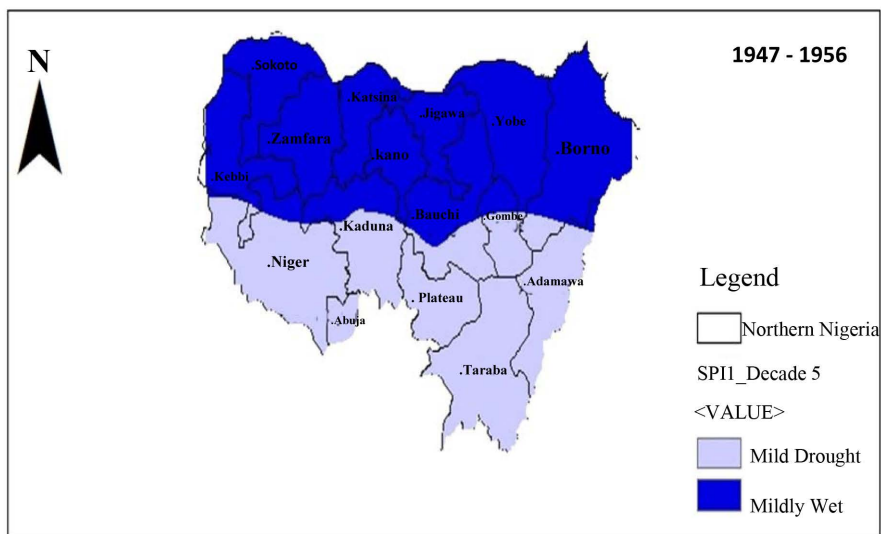 1947 - 1956
N
.Sokoto
.Katsina
.Jigawa
.Yobe
.Zamfara
.kano
.Borno
.Kebbi
.Bauchi
.Gombe
.Kaduna
.Niger
.Adamawa
. Plateau
.Abuja
.Taraba
Legend
Northern Nigeria
SPI1_Decade 5
<VALUE>
Mild Drought
Mildly Wet